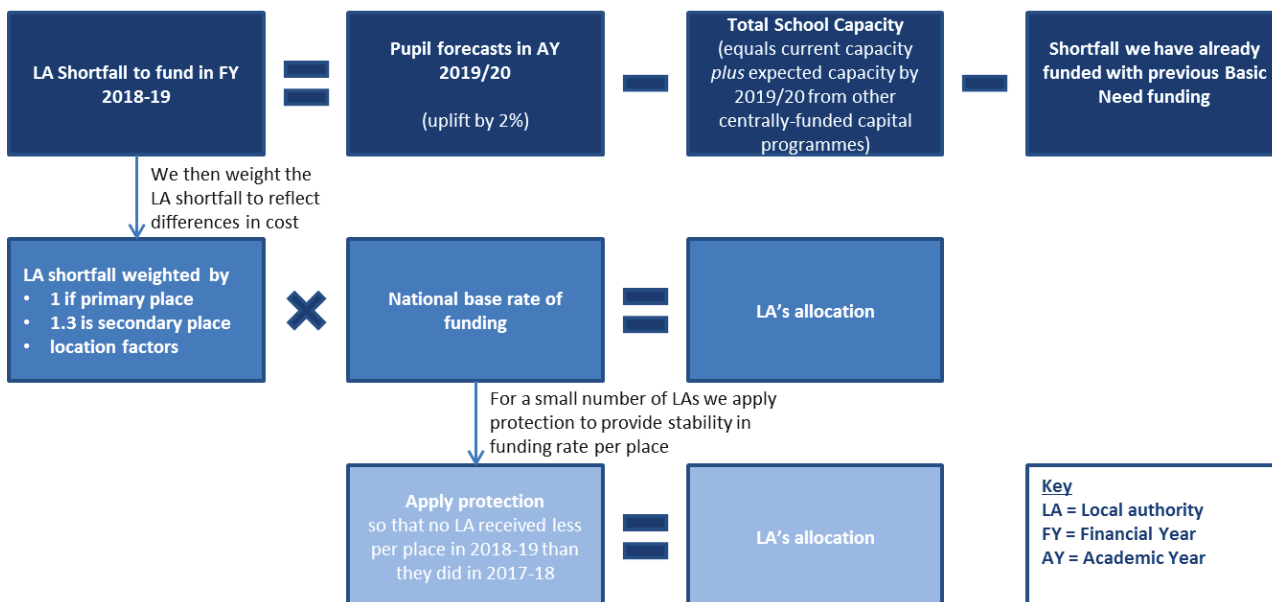 LA Shortfall to fund in FY
2018-19
Pupil forecasts in AY
2019/20
(uplift by 2%)
Total School Capacity
(equals current capacity
plus expected capacity by
2019/20 from other
centrally-funded capital
programmes)
Shortfall we have already
funded with previous Basic
Need funding
We then weight the
LA shortfall to reflect
differences in cost
LA shortfall weighted by
• 1 if primary place
• 1.3 is secondary place
• location factors
National base rate of
funding
LA's allocation
For a small number of LAs we apply
protection to provide stability in
funding rate per place
Apply protection
so that no LA received less
per place in 2018-19 than
they did in 2017-18
LA's allocation
Key
LA = Local authority
FY = Financial Year
AY = Academic Year